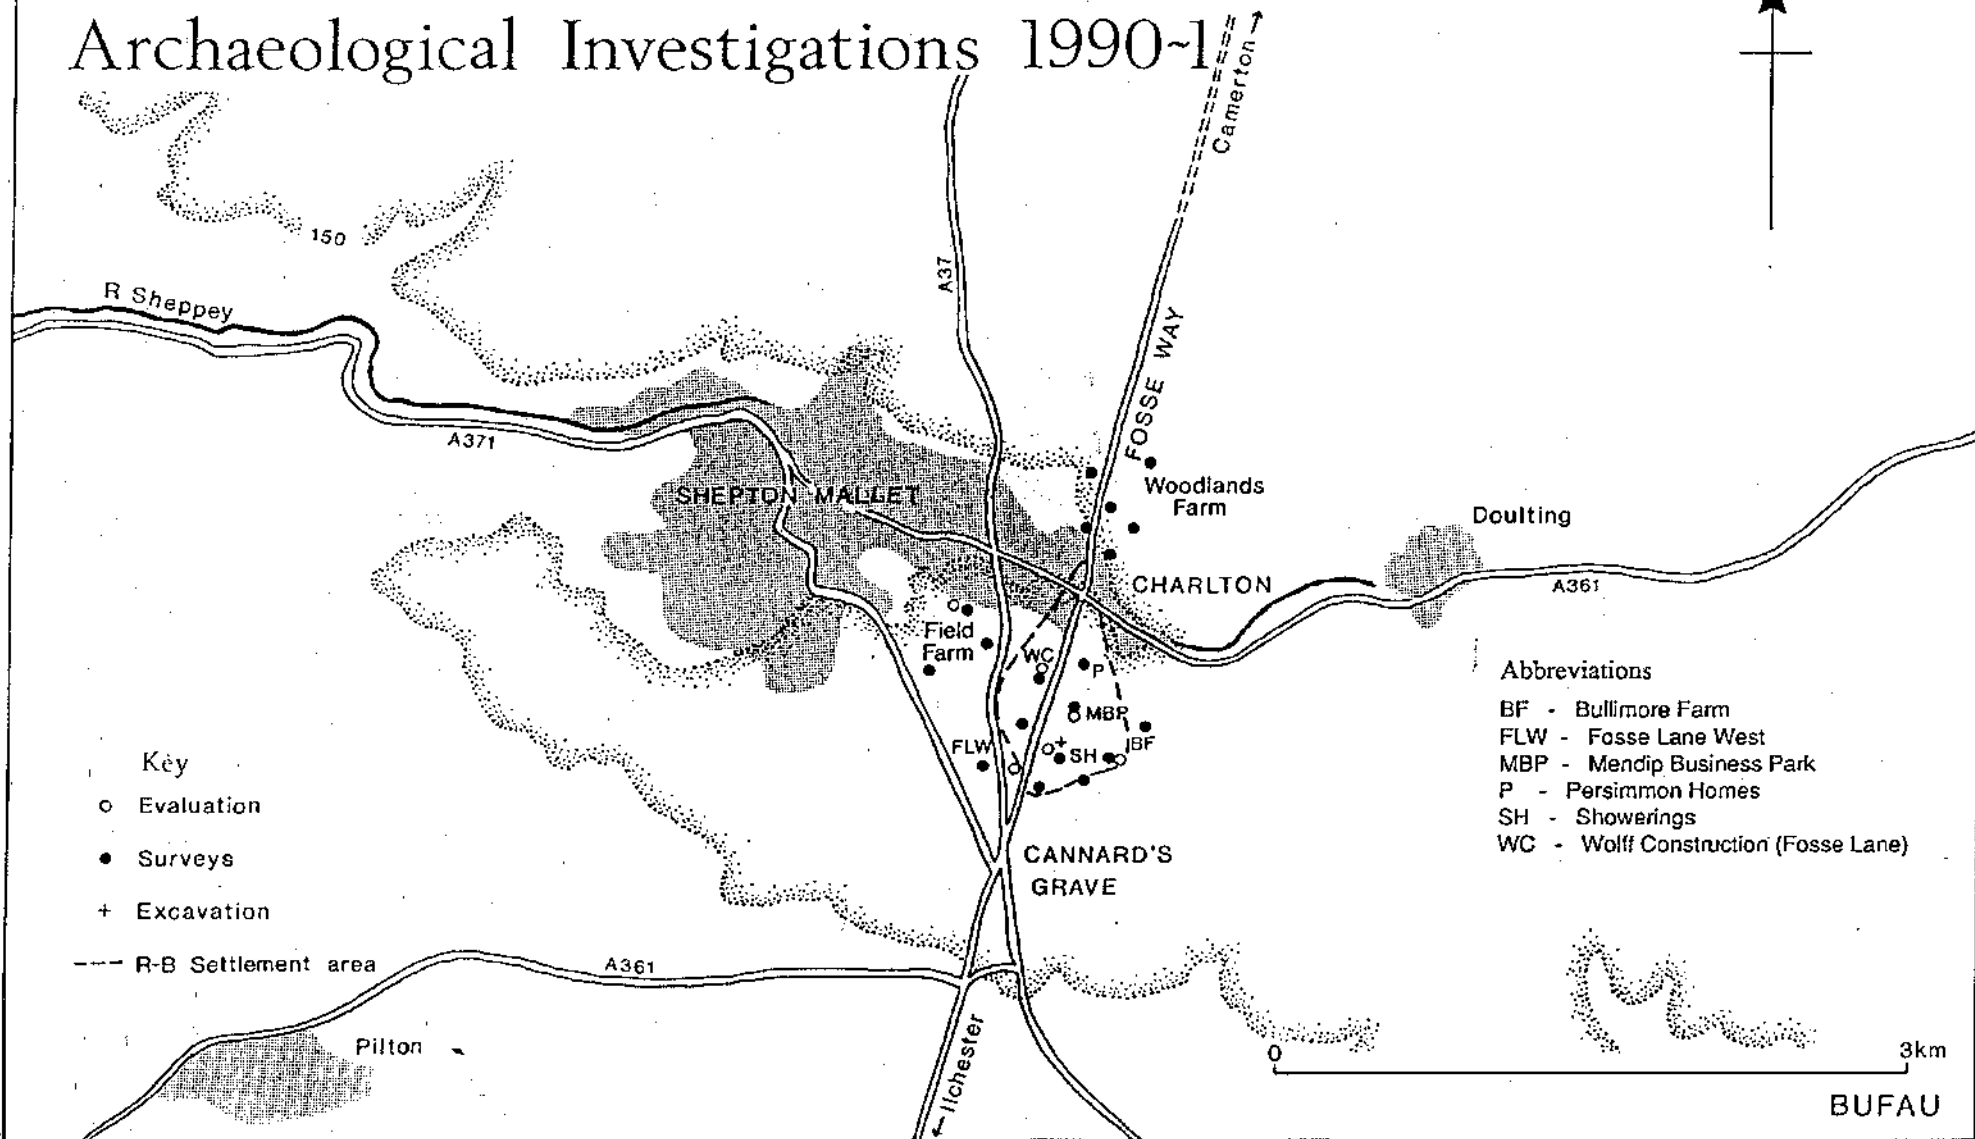 Archaeological Investigations 1990~1
Camerton
150
R Sheppey
A37
FOSSE WAY
A371
SHEPTON MALLET
Woodlands
Farm
Doulting
CHARLTON
A361
Field
Farm
WC
P
MBP
FLW
SH
BF
CANNARD'S
GRAVE
Key
Evaluation
Surveys
Excavation
R-B Settlement area
A361
Pilton
Ilchester
Abbreviations
BF - Bullimore Farm
FLW - Fosse Lane West
MBP - Mendip Business Park
P - Persimmon Homes
SH - Showerings
WC - Wolff Construction (Fosse Lane)
0 3km
BUFAU